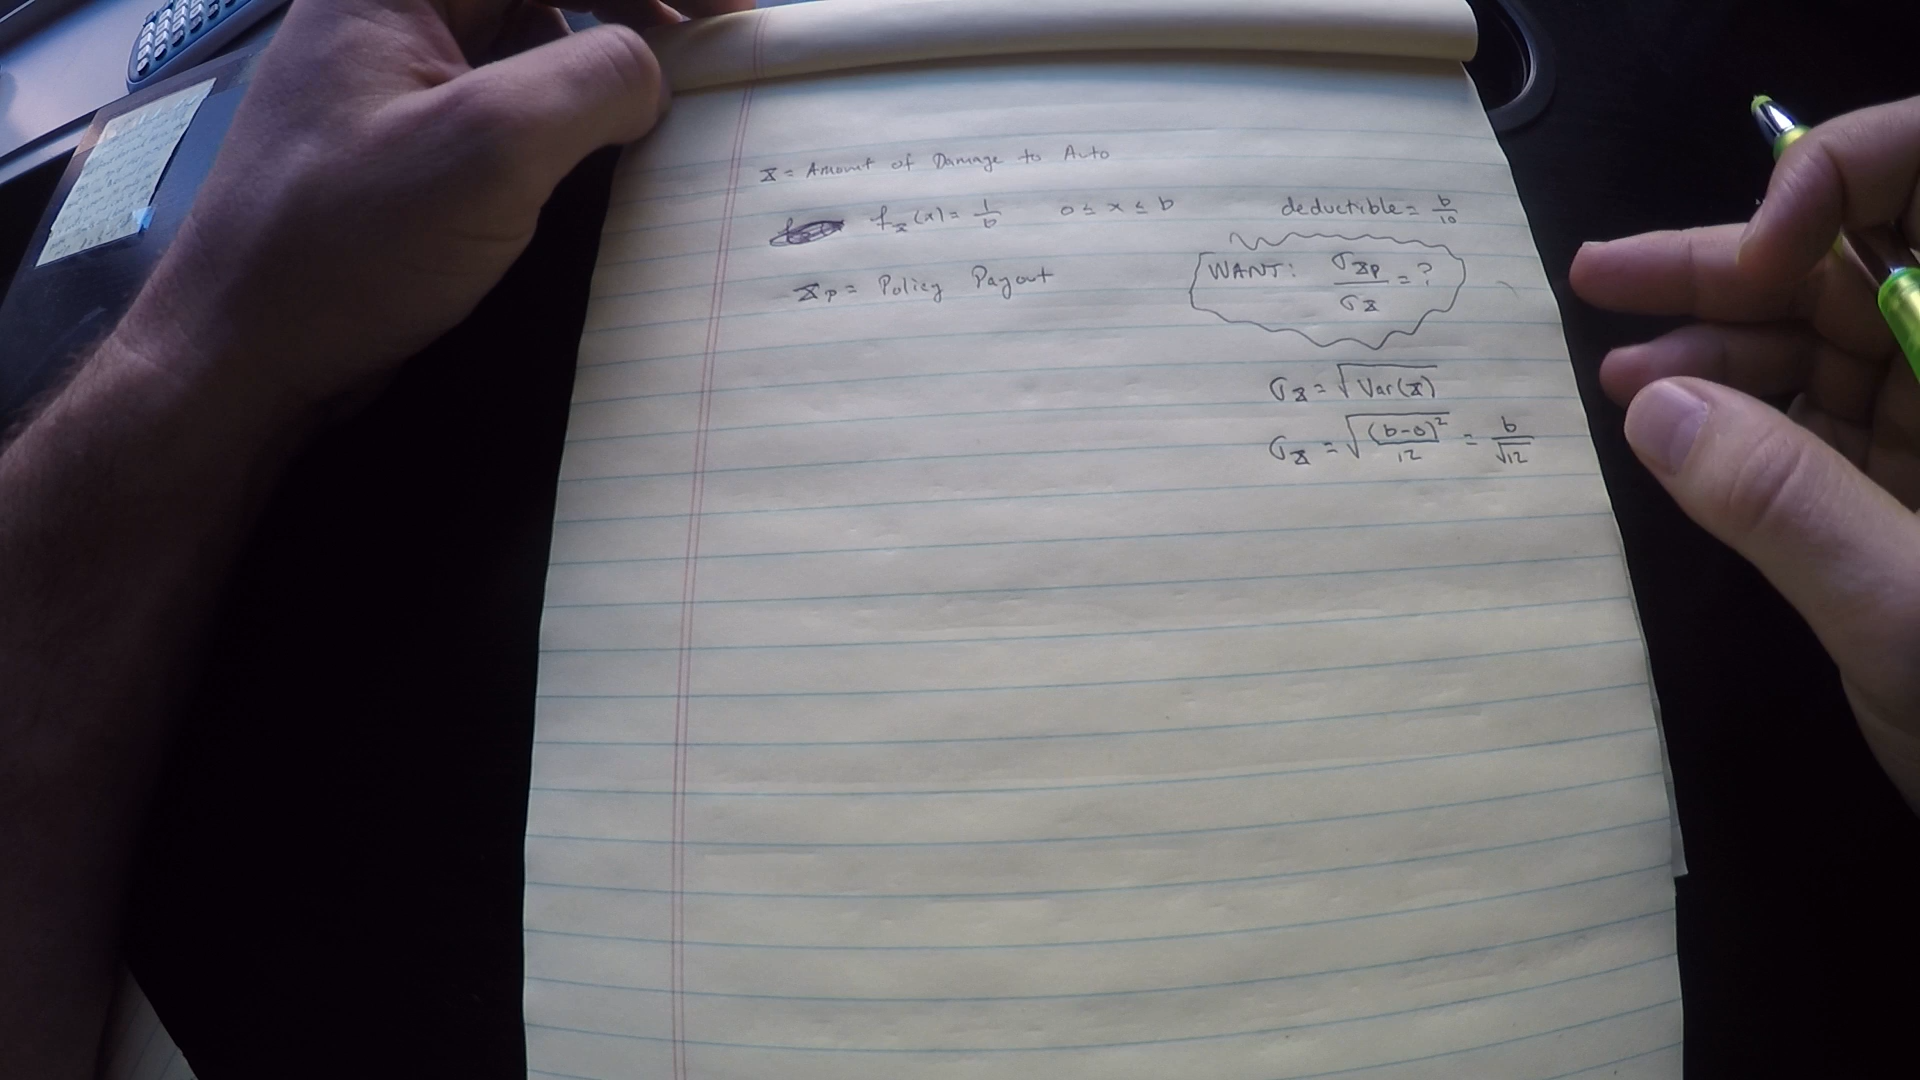 X = Amount of Damage to Auto
f_X(x) = 1/b    0 ≤ x ≤ b    deductible = b/10
X_P = Policy Payout    WANT: σ_XP/σ_X = ?
σ_X = √Var(X)
σ_X = √((b-0)²/12) = b/√12